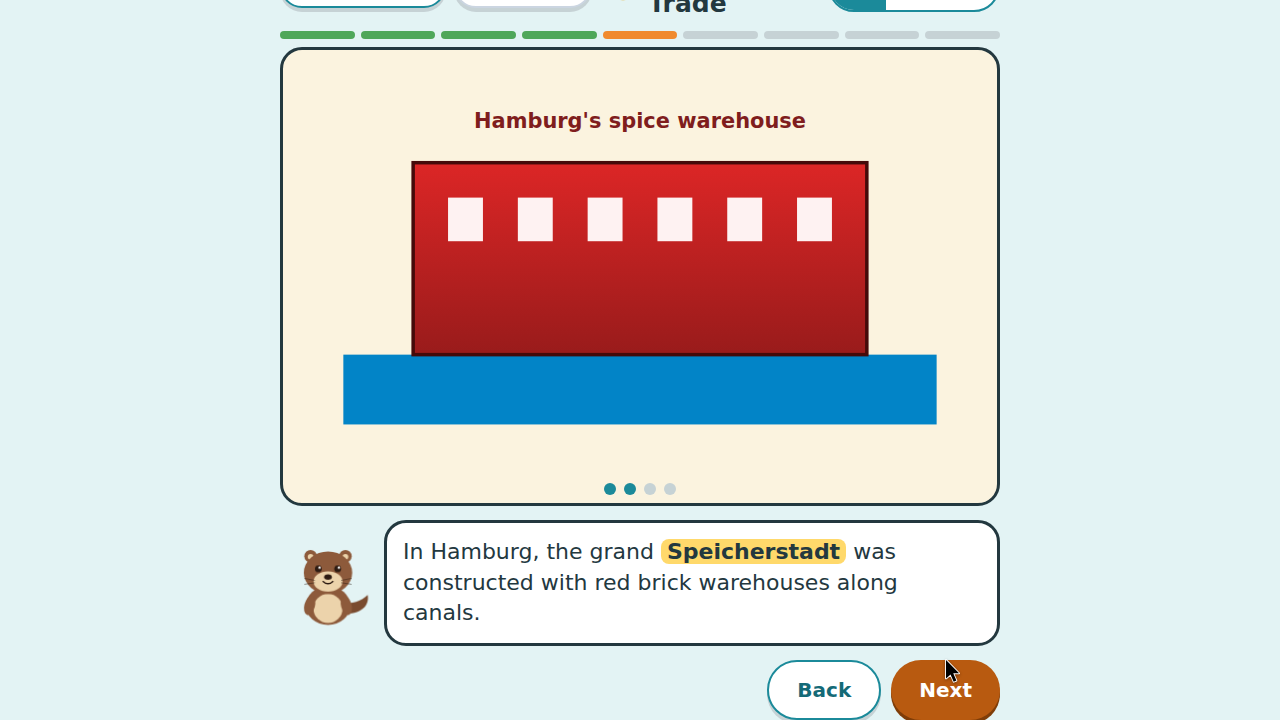 Trade
Hamburg's spice warehouse
In Hamburg, the grand Speicherstadt was
constructed with red brick warehouses along
canals.
Back
Next